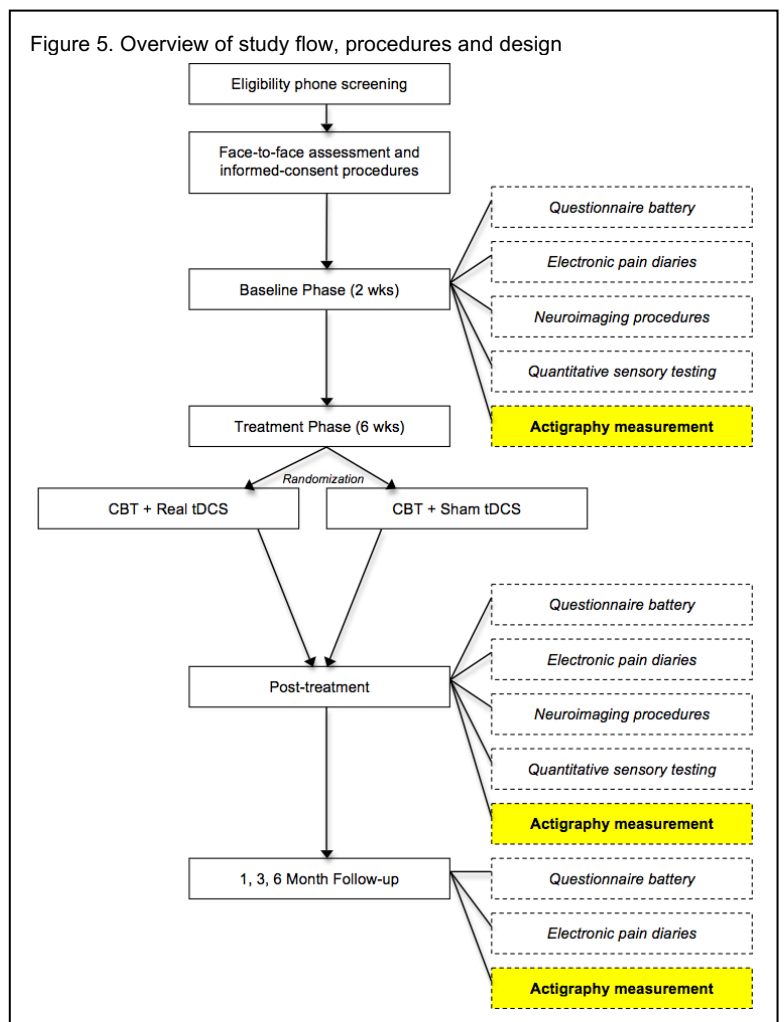 Figure 5. Overview of study flow, procedures and design
Eligibility phone screening
Face-to-face assessment and
informed-consent procedures
Baseline Phase (2 wks)
Questionnaire battery
Electronic pain diaries
Neuroimaging procedures
Quantitative sensory testing
Actigraphy measurement
Treatment Phase (6 wks)
Randomization
CBT + Real tDCS
CBT + Sham tDCS
Post-treatment
Questionnaire battery
Electronic pain diaries
Neuroimaging procedures
Quantitative sensory testing
Actigraphy measurement
1, 3, 6 Month Follow-up
Questionnaire battery
Electronic pain diaries
Actigraphy measurement